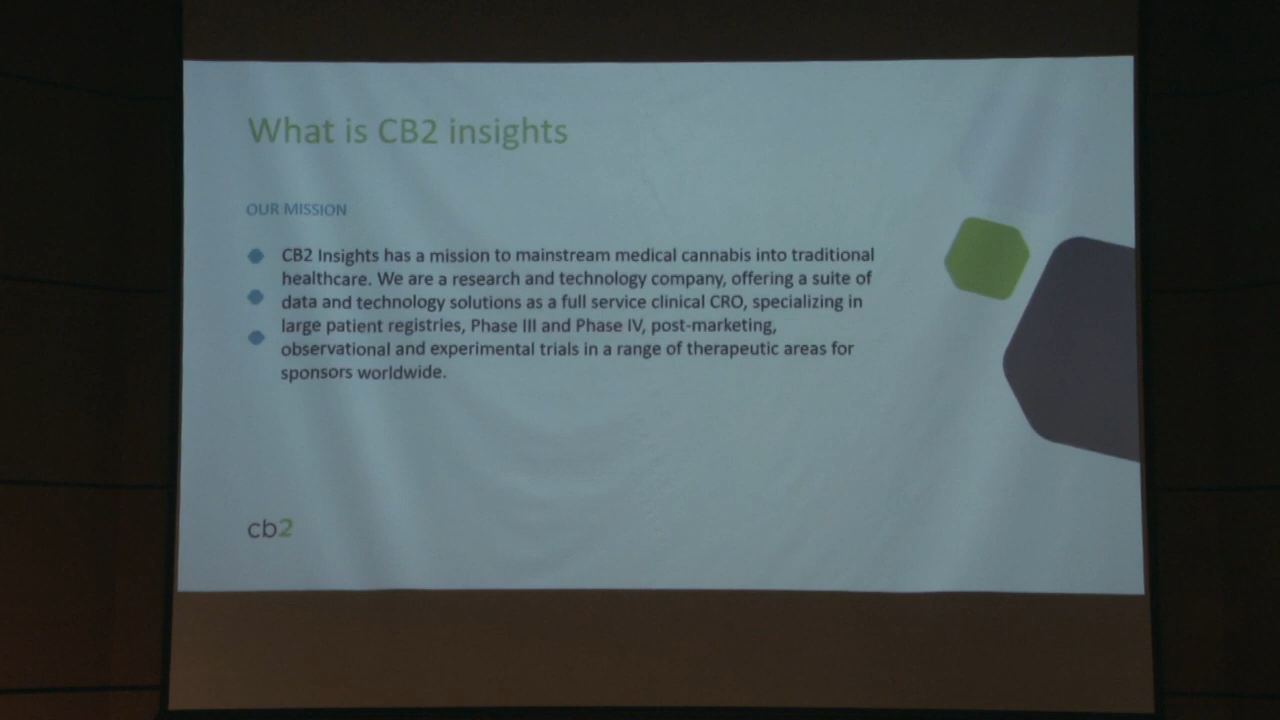 What is CB2 insights
OUR MISSION
CB2 Insights has a mission to mainstream medical cannabis into traditional
healthcare. We are a research and technology company, offering a suite of
data and technology solutions as a full service clinical CRO, specializing in
large patient registries, Phase III and Phase IV, post-marketing,
observational and experimental trials in a range of therapeutic areas for
sponsors worldwide.
cb2